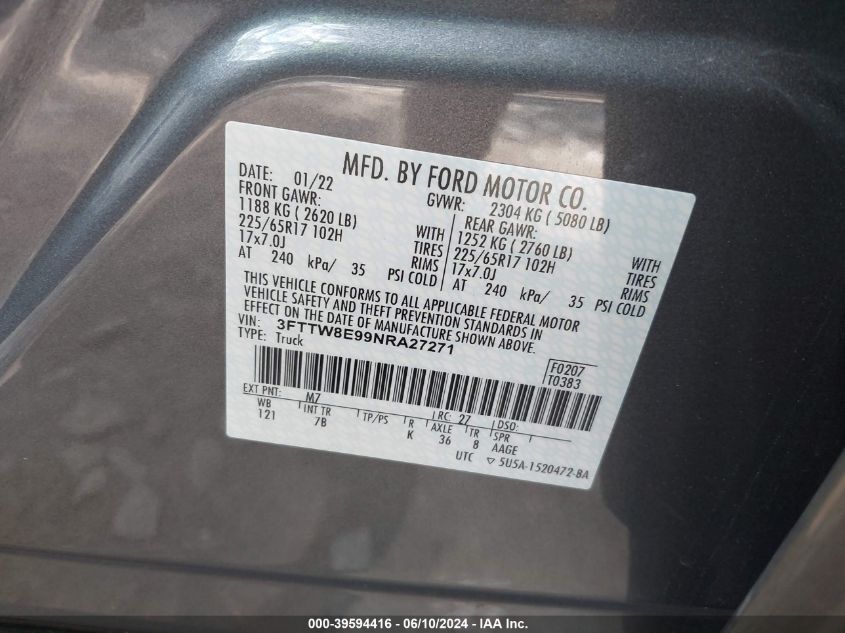 MFD. BY FORD MOTOR CO.
DATE: 01/22 GVWR: 2304 KG ( 5080 LB)
FRONT GAWR: REAR GAWR:
1188 KG ( 2620 LB) WITH 1252 KG ( 2760 LB) WITH
225/65R17 102H TIRES 225/65R17 102H TIRES
17x7.0J RIMS 17x7.0J RIMS
AT 240 kPa/ 35 PSI COLD AT 240 kPa/ 35 PSI COLD
THIS VEHICLE CONFORMS TO ALL APPLICABLE FEDERAL MOTOR
VEHICLE SAFETY AND THEFT PREVENTION STANDARDS IN
EFFECT ON THE DATE OF MANUFACTURE SHOWN ABOVE.
VIN: 3FTTW8E99NRA27271
TYPE: Truck
F0207
T0383
EXT PNT: M7 RC: 27 DSO:
WB INT TR TP/PS R AXLE TR SPR
121 7B K 36 8 AAGE
UTC ▽ 5U5A-1520472-BA
000-39594416 - 06/10/2024 - IAA Inc.